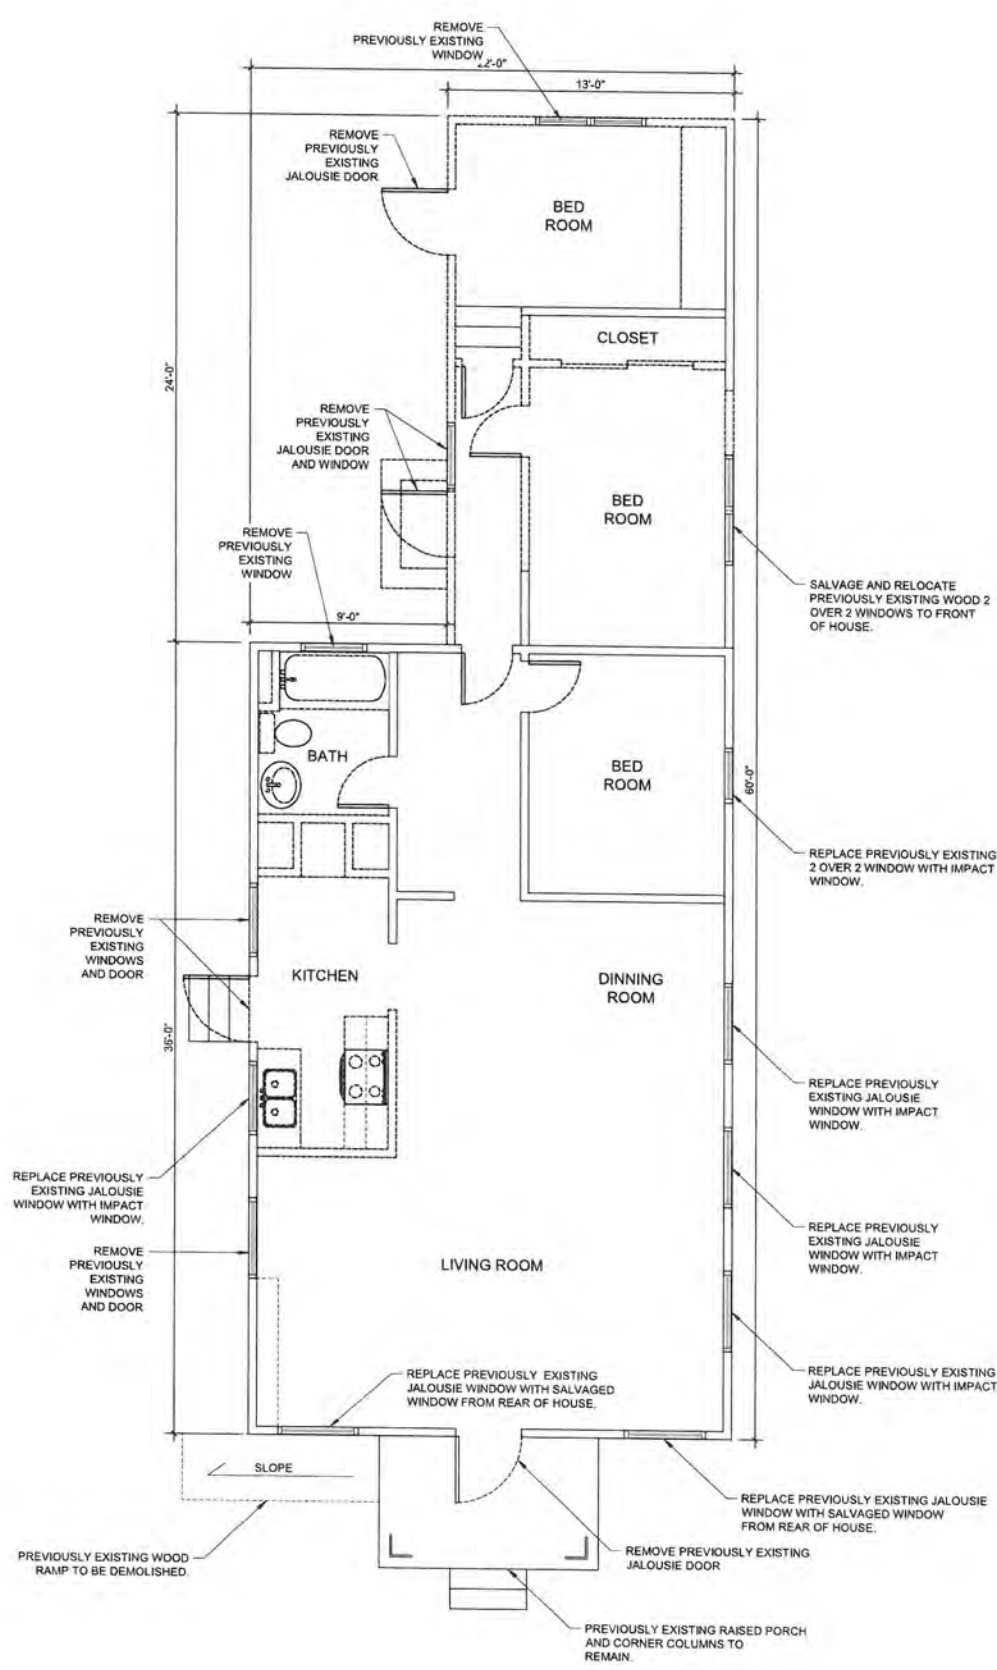 REMOVE
PREVIOUSLY EXISTING
WINDOW
22'-0"
13'-0"
REMOVE
PREVIOUSLY
EXISTING
JALOUSIE DOOR
BED
ROOM
CLOSET
24'-0"
REMOVE
PREVIOUSLY
EXISTING
JALOUSIE DOOR
AND WINDOW
BED
ROOM
REMOVE
PREVIOUSLY
EXISTING
WINDOW
SALVAGE AND RELOCATE
PREVIOUSLY EXISTING WOOD 2
OVER 2 WINDOWS TO FRONT
OF HOUSE.
9'-0"
BATH
BED
ROOM
60'-0"
REPLACE PREVIOUSLY EXISTING
2 OVER 2 WINDOW WITH IMPACT
WINDOW.
REMOVE
PREVIOUSLY
EXISTING
WINDOWS
AND DOOR
KITCHEN
DINNING
ROOM
36'-0"
REPLACE PREVIOUSLY
EXISTING JALOUSIE
WINDOW WITH IMPACT
WINDOW.
REPLACE PREVIOUSLY
EXISTING JALOUSIE
WINDOW WITH IMPACT
WINDOW.
REPLACE PREVIOUSLY
EXISTING JALOUSIE
WINDOW WITH IMPACT
WINDOW.
REMOVE
PREVIOUSLY
EXISTING
WINDOWS
AND DOOR
LIVING ROOM
REPLACE PREVIOUSLY EXISTING
JALOUSIE WINDOW WITH SALVAGED
WINDOW FROM REAR OF HOUSE.
REPLACE PREVIOUSLY EXISTING
JALOUSIE WINDOW WITH IMPACT
WINDOW.
SLOPE
REPLACE PREVIOUSLY EXISTING JALOUSIE
WINDOW WITH SALVAGED WINDOW
FROM REAR OF HOUSE.
PREVIOUSLY EXISTING WOOD
RAMP TO BE DEMOLISHED.
REMOVE PREVIOUSLY EXISTING
JALOUSIE DOOR
PREVIOUSLY EXISTING RAISED PORCH
AND CORNER COLUMNS TO
REMAIN.